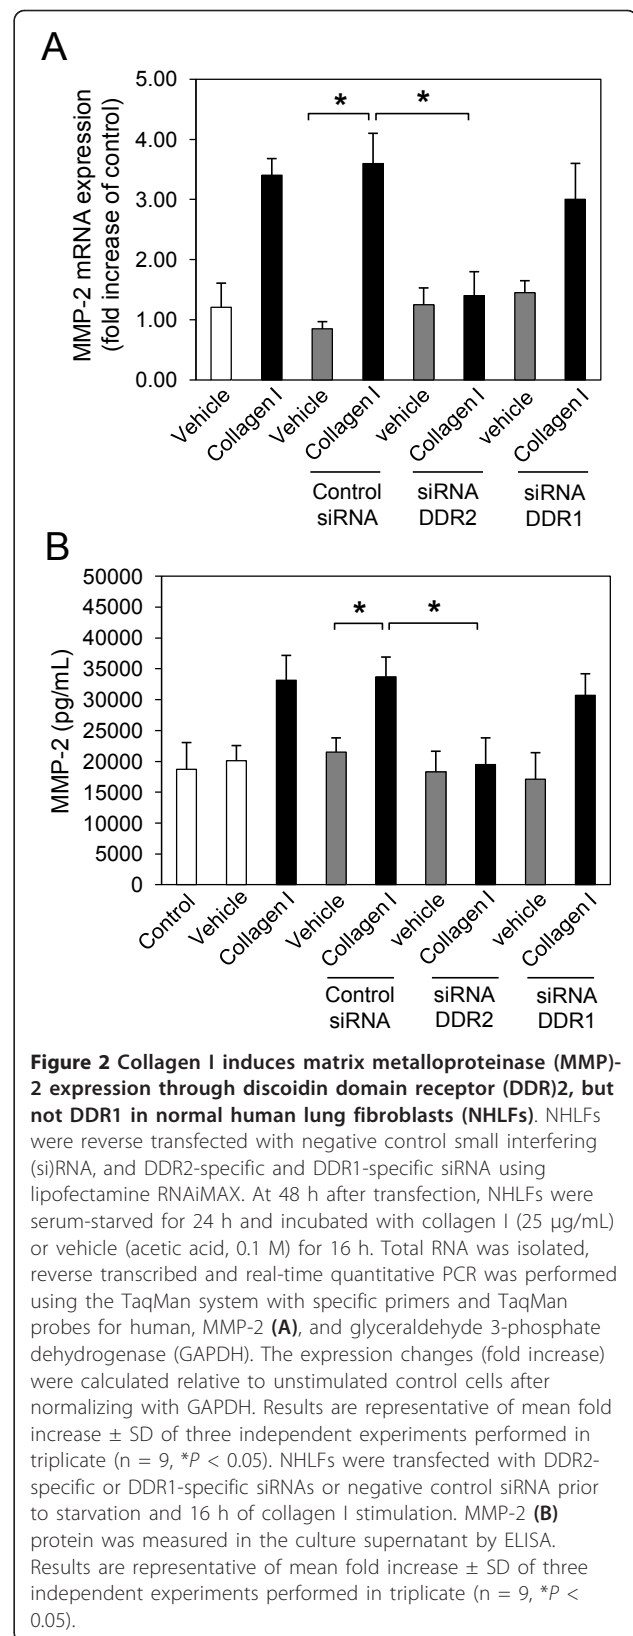 A
MMP-2 mRNA expression
(fold increase of control)
5.00
4.00
3.00
2.00
1.00
0.00
*
*
Vehicle
Collagen I
Vehicle
Collagen I
vehicle
Collagen I
vehicle
Collagen I
Control
siRNA
siRNA
DDR2
siRNA
DDR1
B
MMP-2 (pg/mL)
50000
45000
40000
35000
30000
25000
20000
15000
10000
5000
0
*
*
Control
Vehicle
Collagen I
Vehicle
Collagen I
vehicle
Collagen I
vehicle
Collagen I
Control
siRNA
siRNA
DDR2
siRNA
DDR1
Figure 2 Collagen I induces matrix metalloproteinase (MMP)-
2 expression through discoidin domain receptor (DDR)2, but
not DDR1 in normal human lung fibroblasts (NHLFs). NHLFs
were reverse transfected with negative control small interfering
(si)RNA, and DDR2-specific and DDR1-specific siRNA using
lipofectamine RNAiMAX. At 48 h after transfection, NHLFs were
serum-starved for 24 h and incubated with collagen I (25 μg/mL)
or vehicle (acetic acid, 0.1 M) for 16 h. Total RNA was isolated,
reverse transcribed and real-time quantitative PCR was performed
using the TaqMan system with specific primers and TaqMan
probes for human, MMP-2 (A), and glyceraldehyde 3-phosphate
dehydrogenase (GAPDH). The expression changes (fold increase)
were calculated relative to unstimulated control cells after
normalizing with GAPDH. Results are representative of mean fold
increase ± SD of three independent experiments performed in
triplicate (n = 9, *P < 0.05). NHLFs were transfected with DDR2-
specific or DDR1-specific siRNAs or negative control siRNA prior
to starvation and 16 h of collagen I stimulation. MMP-2 (B)
protein was measured in the culture supernatant by ELISA.
Results are representative of mean fold increase ± SD of three
independent experiments performed in triplicate (n = 9, *P <
0.05).